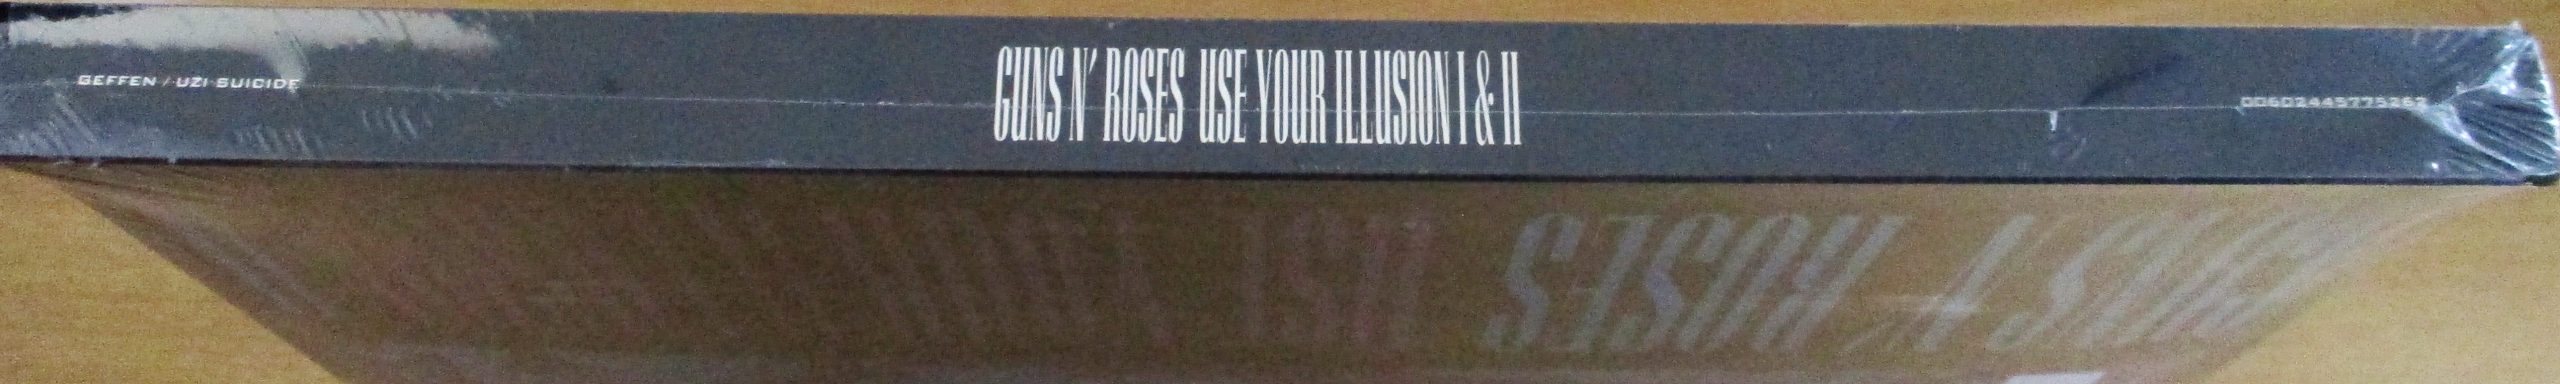 GEFFEN / UZI SUICIDE
GUNS N' ROSES USE YOUR ILLUSION I & II
00602445775262